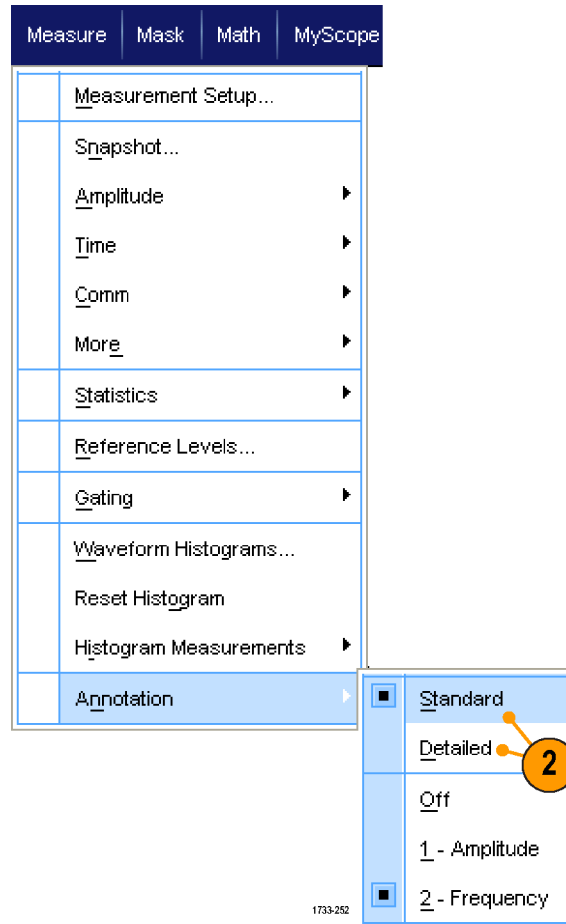 Measure Mask Math MyScope
Measurement Setup...
Snapshot...
Amplitude
Time
Comm
More
Statistics
Reference Levels...
Gating
Waveform Histograms...
Reset Histogram
Histogram Measurements
Annotation
Standard
Detailed
2
Off
1 - Amplitude
2 - Frequency
1733-252